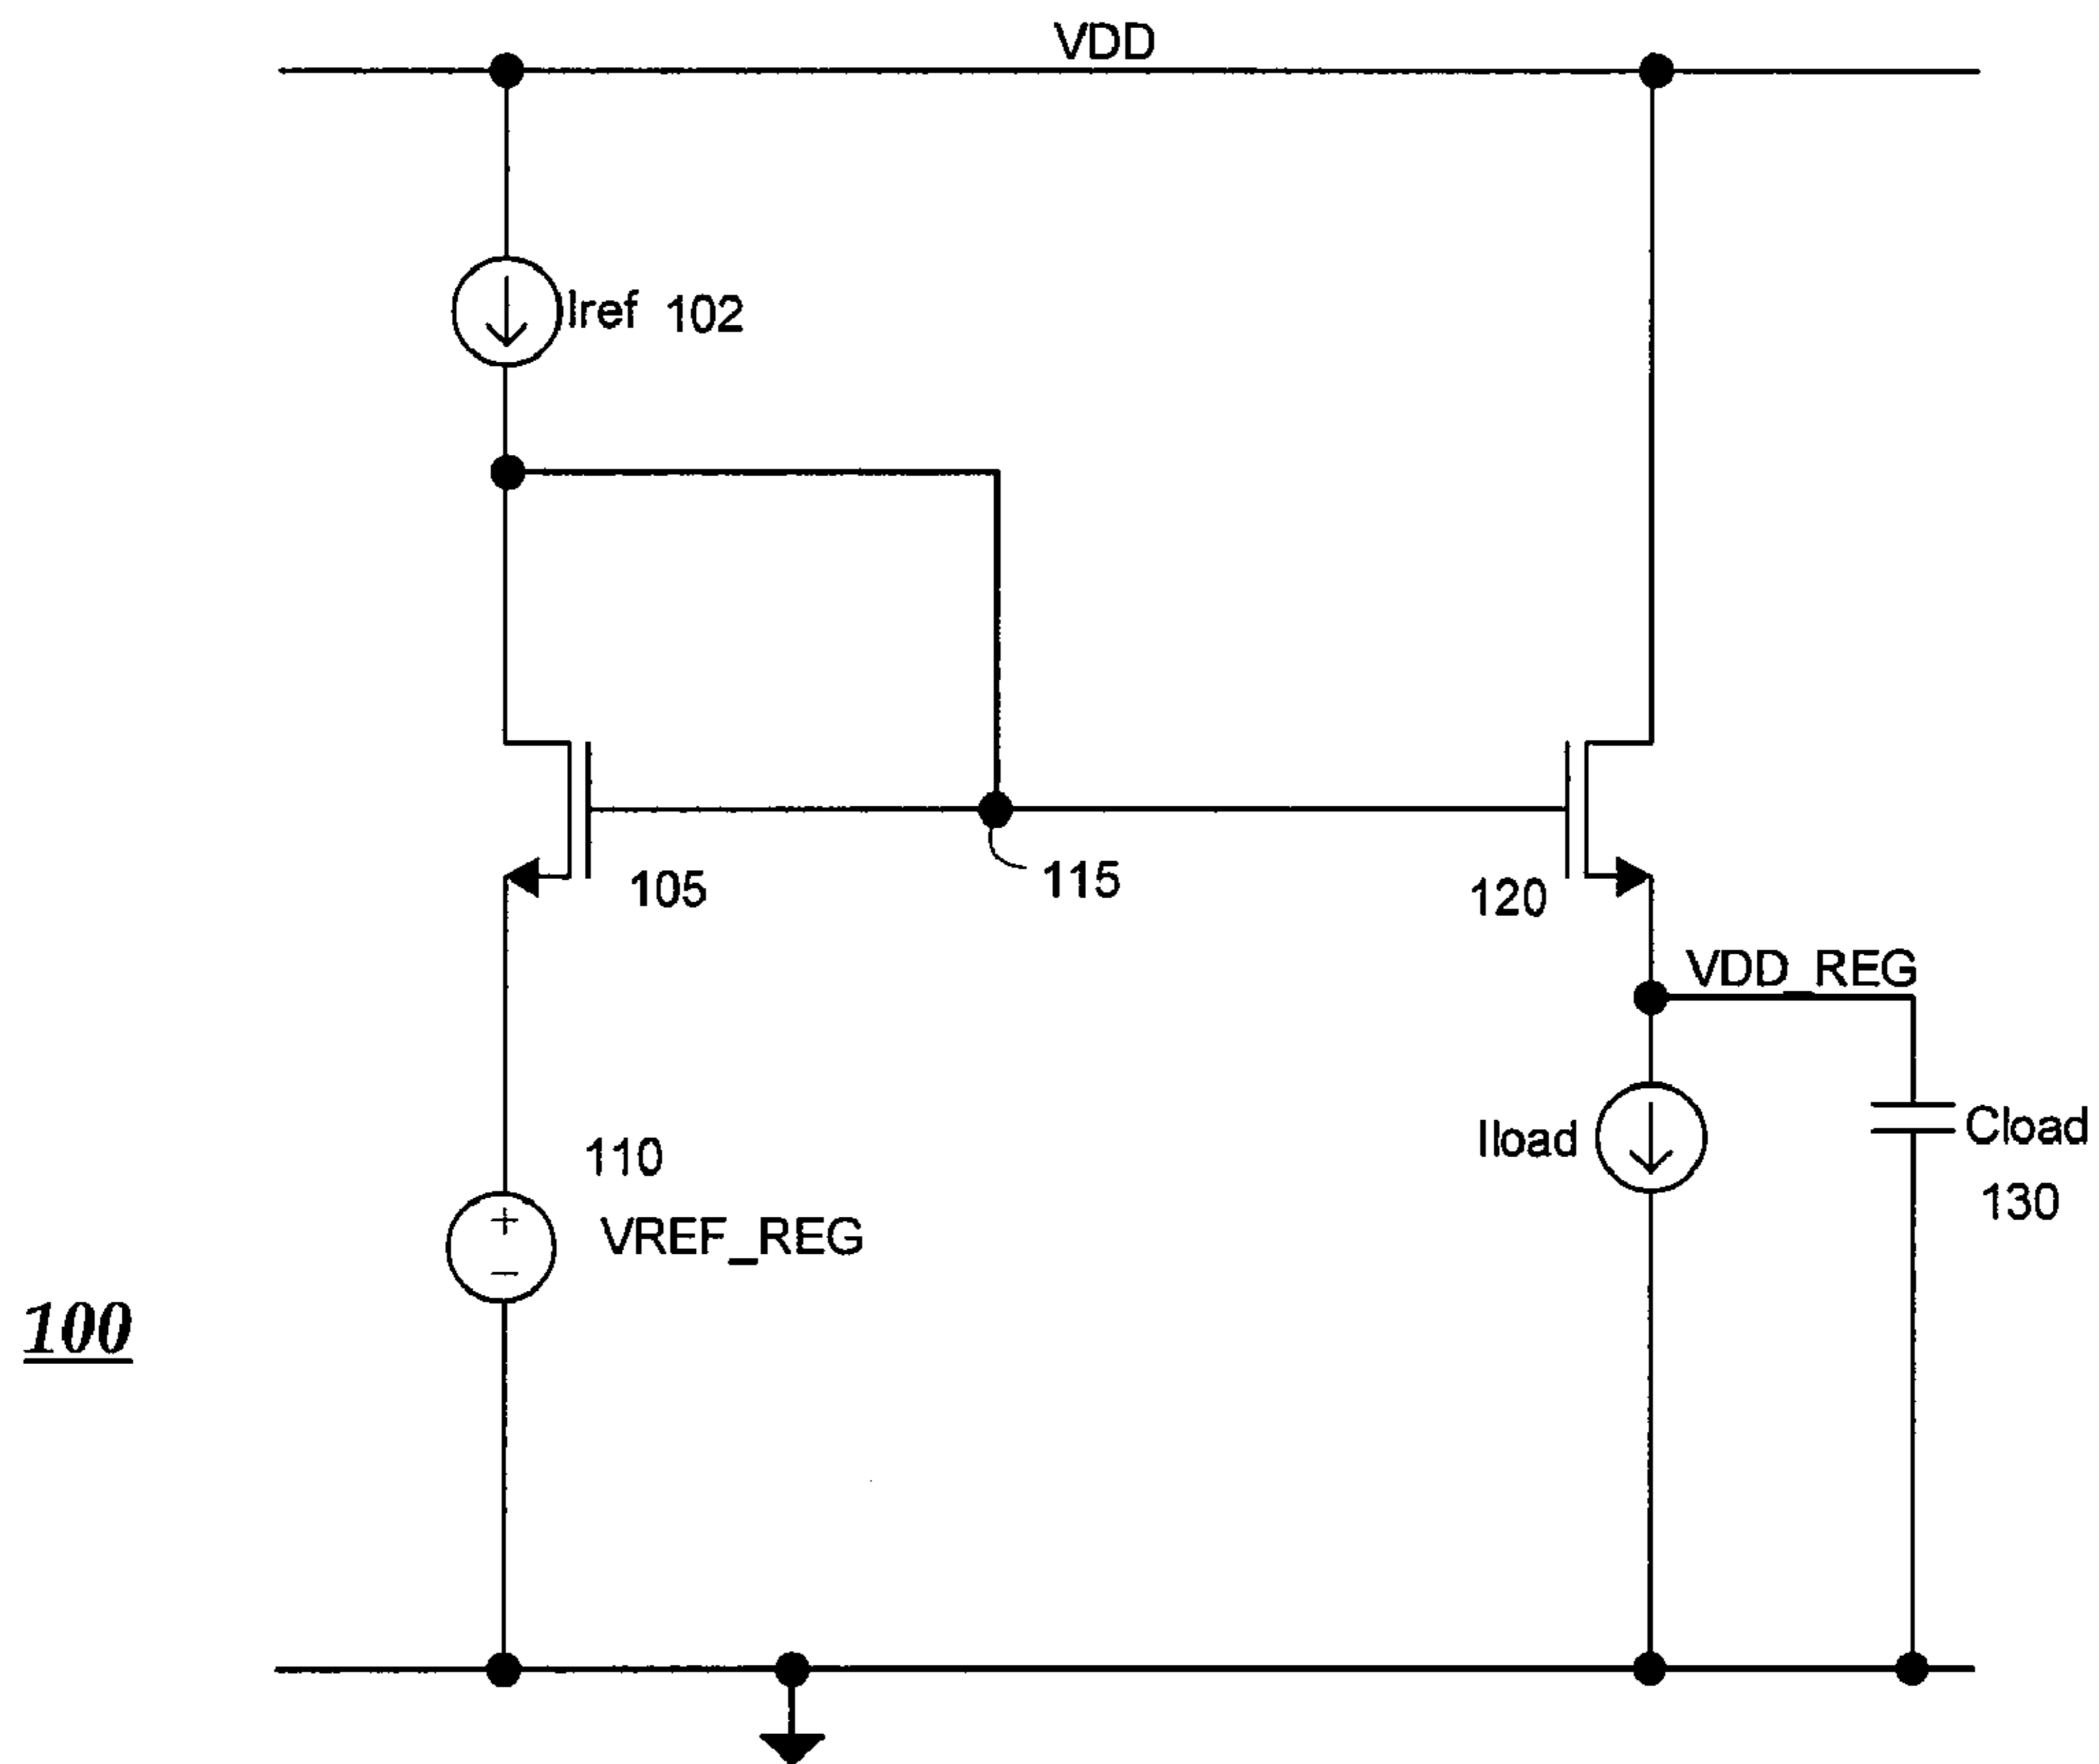 VDD
Iref 102
105
115
120
VDD_REG
110
VREF_REG
Iload
Cload
130
+
−
100